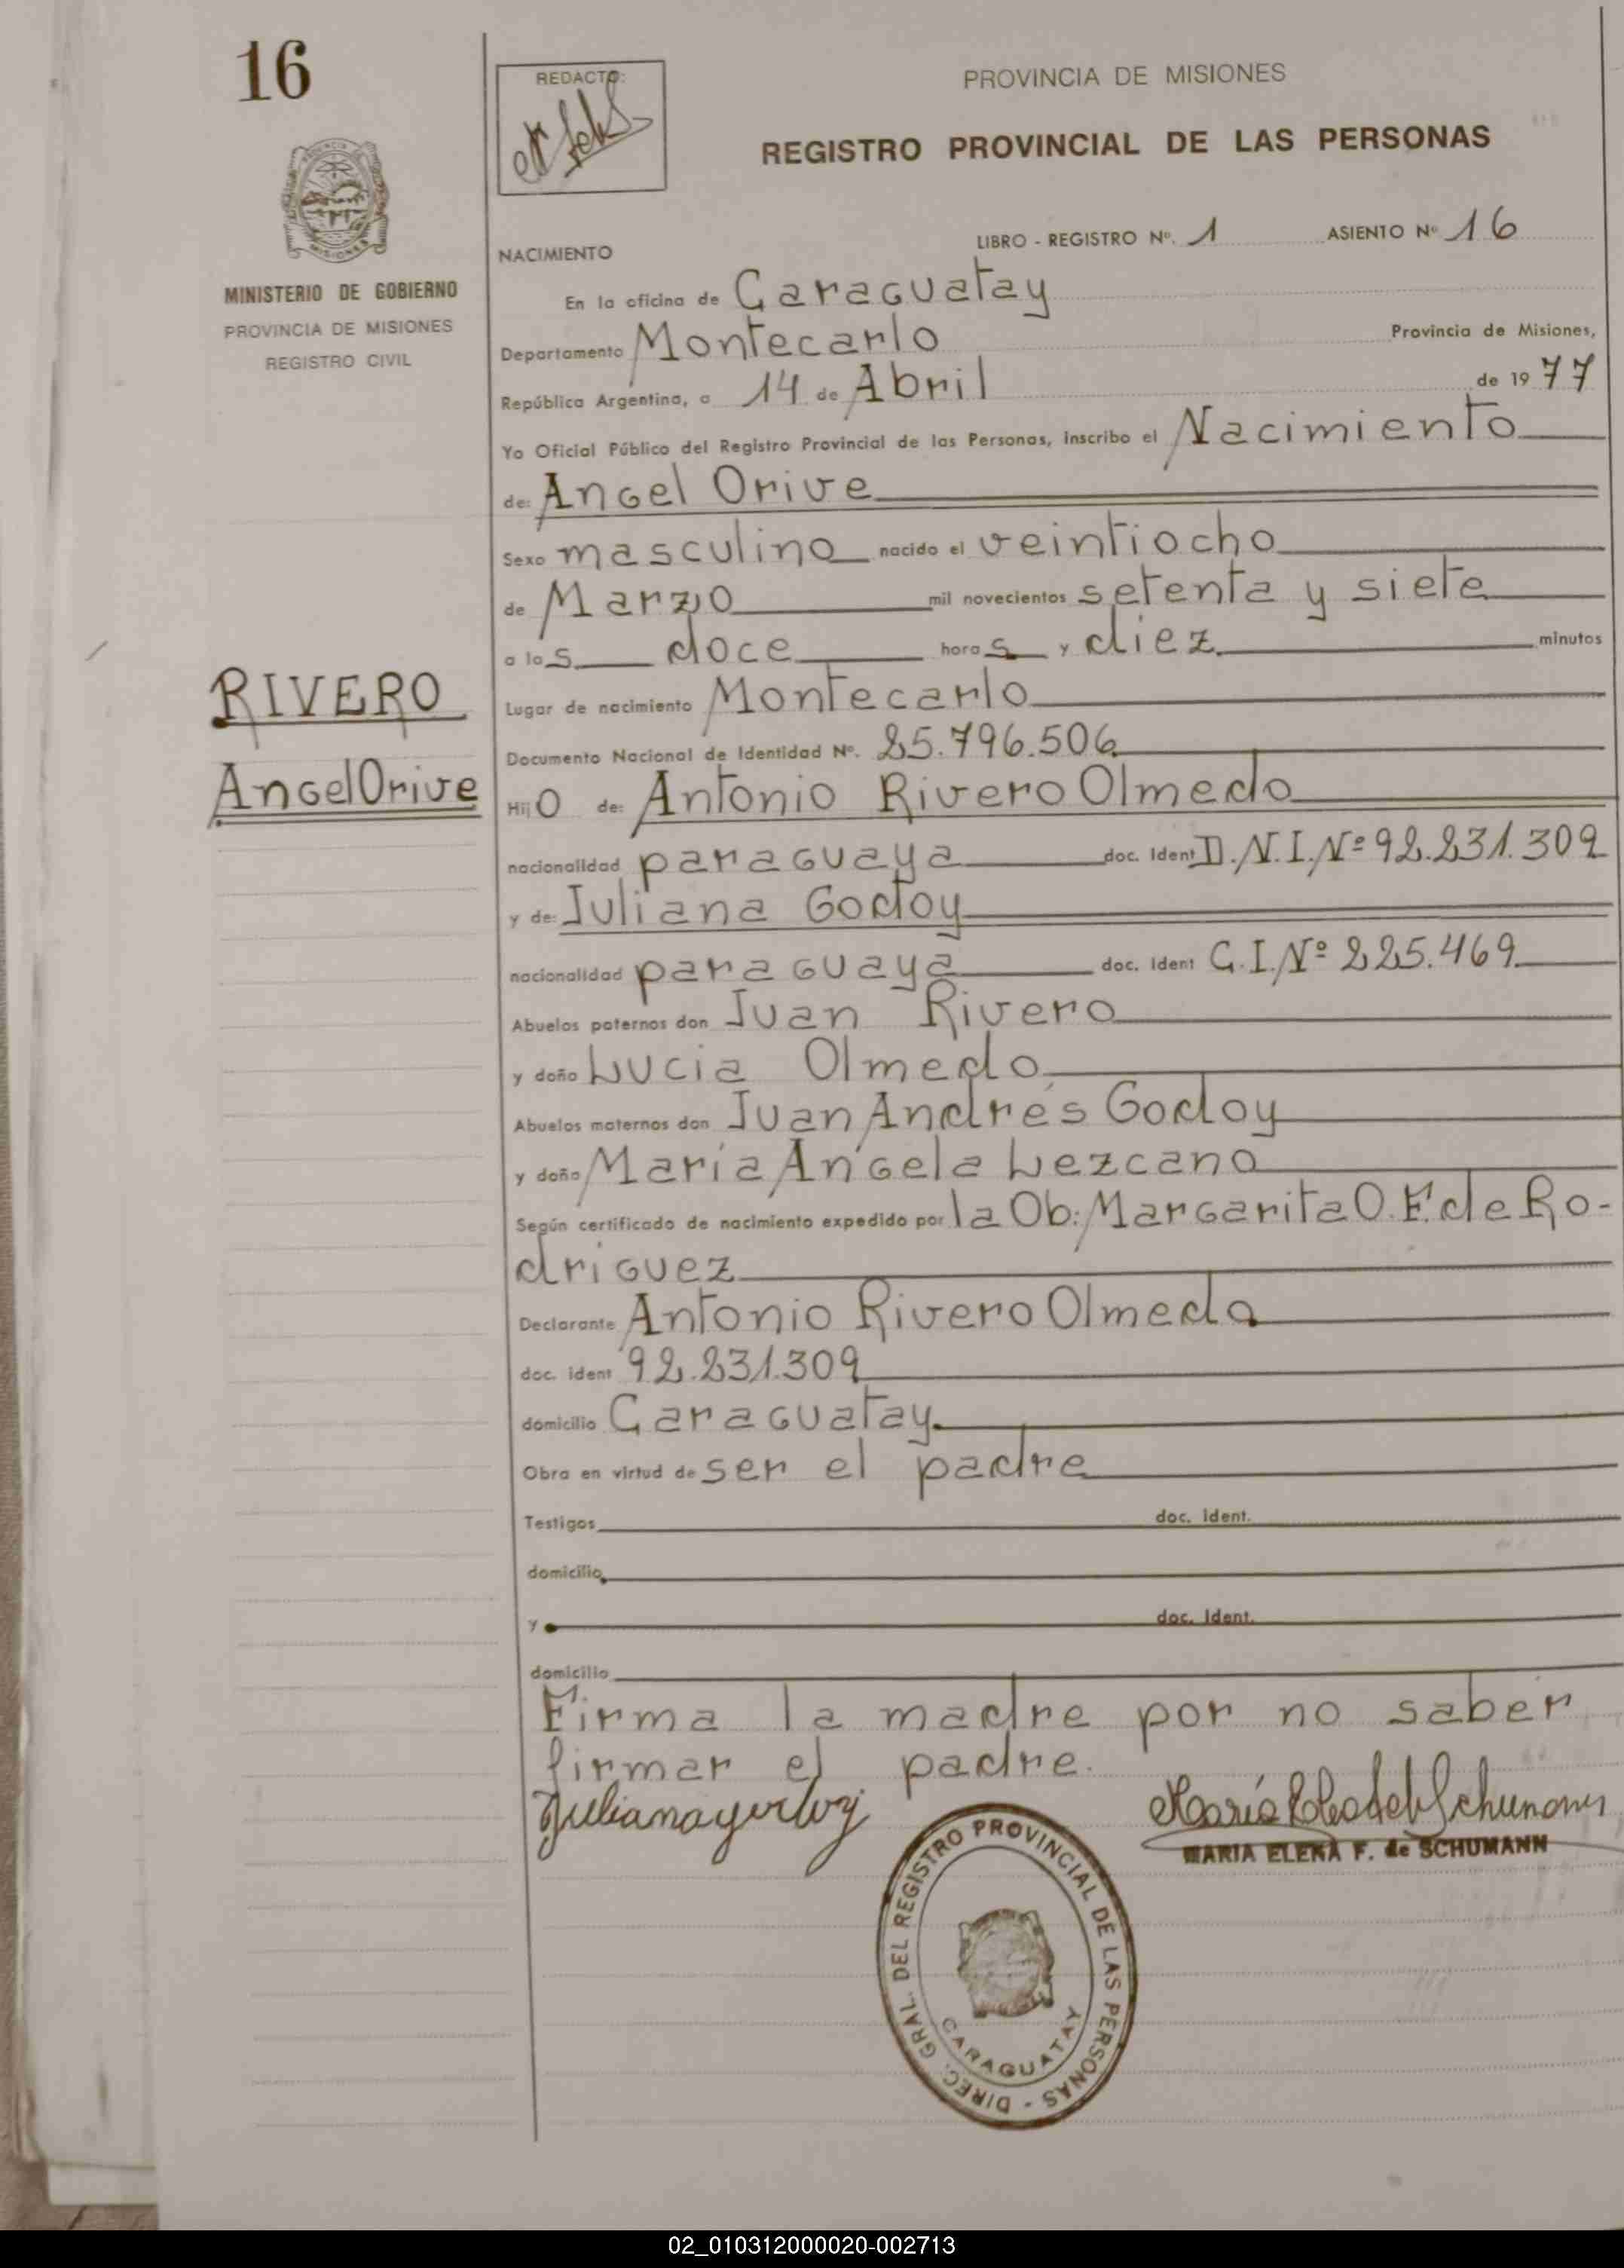 16
REDACTO:
PROVINCIA DE MISIONES
REGISTRO PROVINCIAL DE LAS PERSONAS
MINISTERIO DE GOBIERNO
PROVINCIA DE MISIONES
REGISTRO CIVIL
NACIMIENTO
LIBRO - REGISTRO Nº. 1 ASIENTO Nº 16
En la oficina de Caraguatay
Departamento Montecarlo Provincia de Misiones,
República Argentina, a 14 de Abril de 1977
Yo Oficial Público del Registro Provincial de las Personas, inscribo el Nacimiento
de: Angel Orive
Sexo masculino nacido el veintiocho
de Marzo mil novecientos setenta y siete
a las doce horas y diez minutos
RIVERO
Angel Orive
Lugar de nacimiento Montecarlo
Documento Nacional de Identidad Nº. 25.796.506
Hijo de: Antonio Rivero Olmedo
nacionalidad paraguaya doc. Ident D.N.I.Nº 92.231.309
y de: Juliana Godoy
nacionalidad paraguaya doc. Ident C.I.Nº 225.469
Abuelos paternos don Juan Rivero
y doña Lucia Olmedo
Abuelos maternos don Juan Andrés Godoy
y doña María Angela Lezcano
Según certificado de nacimiento expedido por la Ob: Margarita O. F. de Ro-
driguez
Declarante Antonio Rivero Olmedo
doc. ident 92.231.309
domicilio Caraguatay
Obra en virtud de ser el padre
Testigos doc. Ident.
domicilio
y doc. Ident.
domicilio
Firma la madre por no saber
firmar el padre.
Juliana godoy
MARIA ELENA F. de SCHUMANN
DIREC. GRAL. DEL REGISTRO PROVINCIAL DE LAS PERSONAS -
CARAGUATAY
02_010312000020-002713